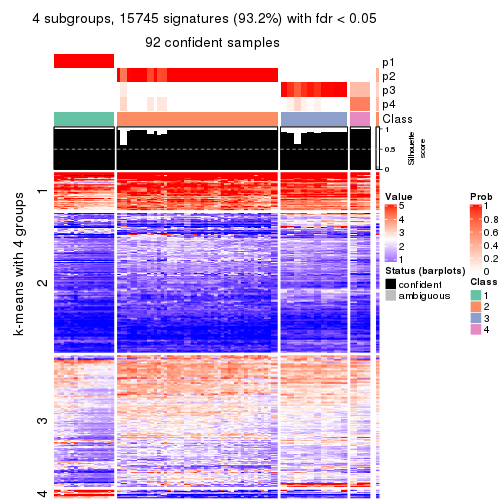 4 subgroups, 15745 signatures (93.2%) with fdr < 0.05
92 confident samples
p1
p2
p3
p4
Class
1
0.5
0
Silhouette
score
k-means with 4 groups
1
2
3
4
Value
5
4
3
2
1
Status (barplots)
confident
ambiguous
Prob
1
0.8
0.6
0.4
0.2
0
Class
1
2
3
4